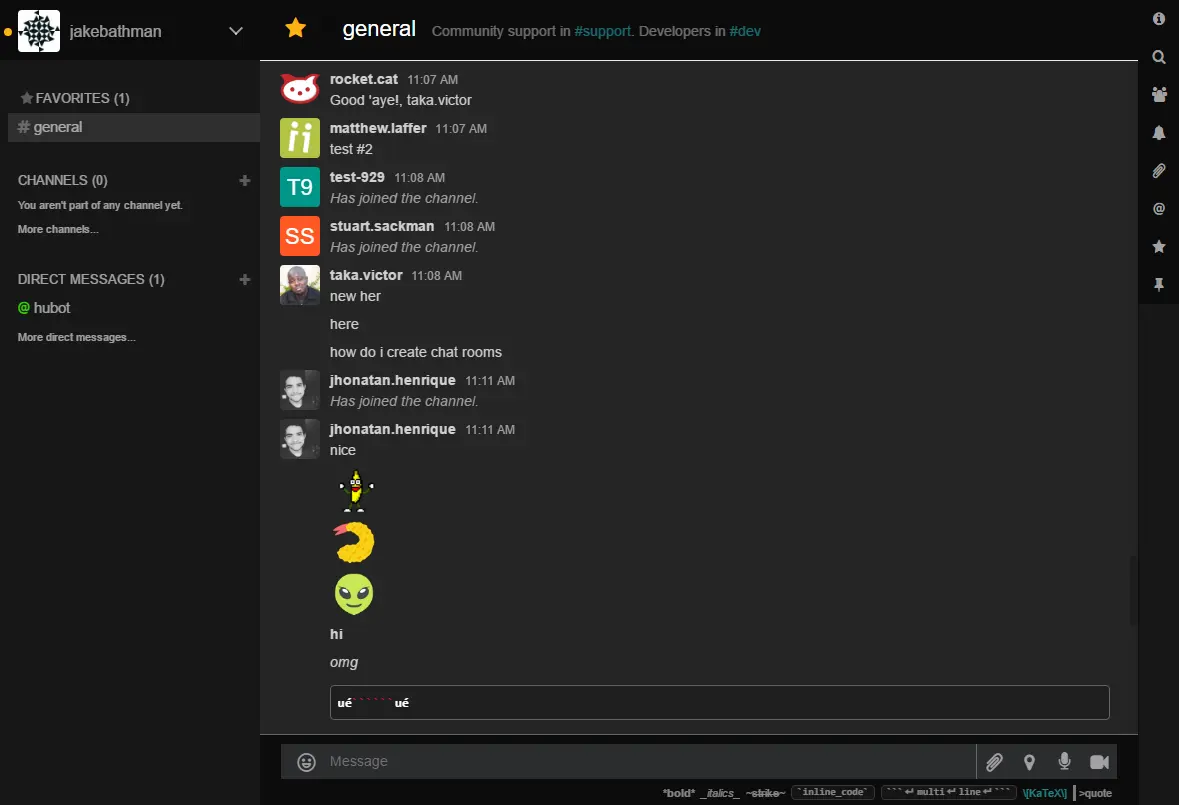 jakebathman
general Community support in #support. Developers in #dev
FAVORITES (1)
# general
CHANNELS (0)
You aren't part of any channel yet.
More channels...
DIRECT MESSAGES (1)
@ hubot
More direct messages...
rocket.cat 11:07 AM
Good 'aye!, taka.victor
matthew.laffer 11:07 AM
test #2
T9
test-929 11:08 AM
Has joined the channel.
SS
stuart.sackman 11:08 AM
Has joined the channel.
taka.victor 11:08 AM
new her
here
how do i create chat rooms
jhonatan.henrique 11:11 AM
Has joined the channel.
jhonatan.henrique 11:11 AM
nice
hi
omg
ué``````ué
Message
*bold* _italics_ ~strike~ `inline_code` ```↵multi↵line↵``` \[KaTeX\] >quote